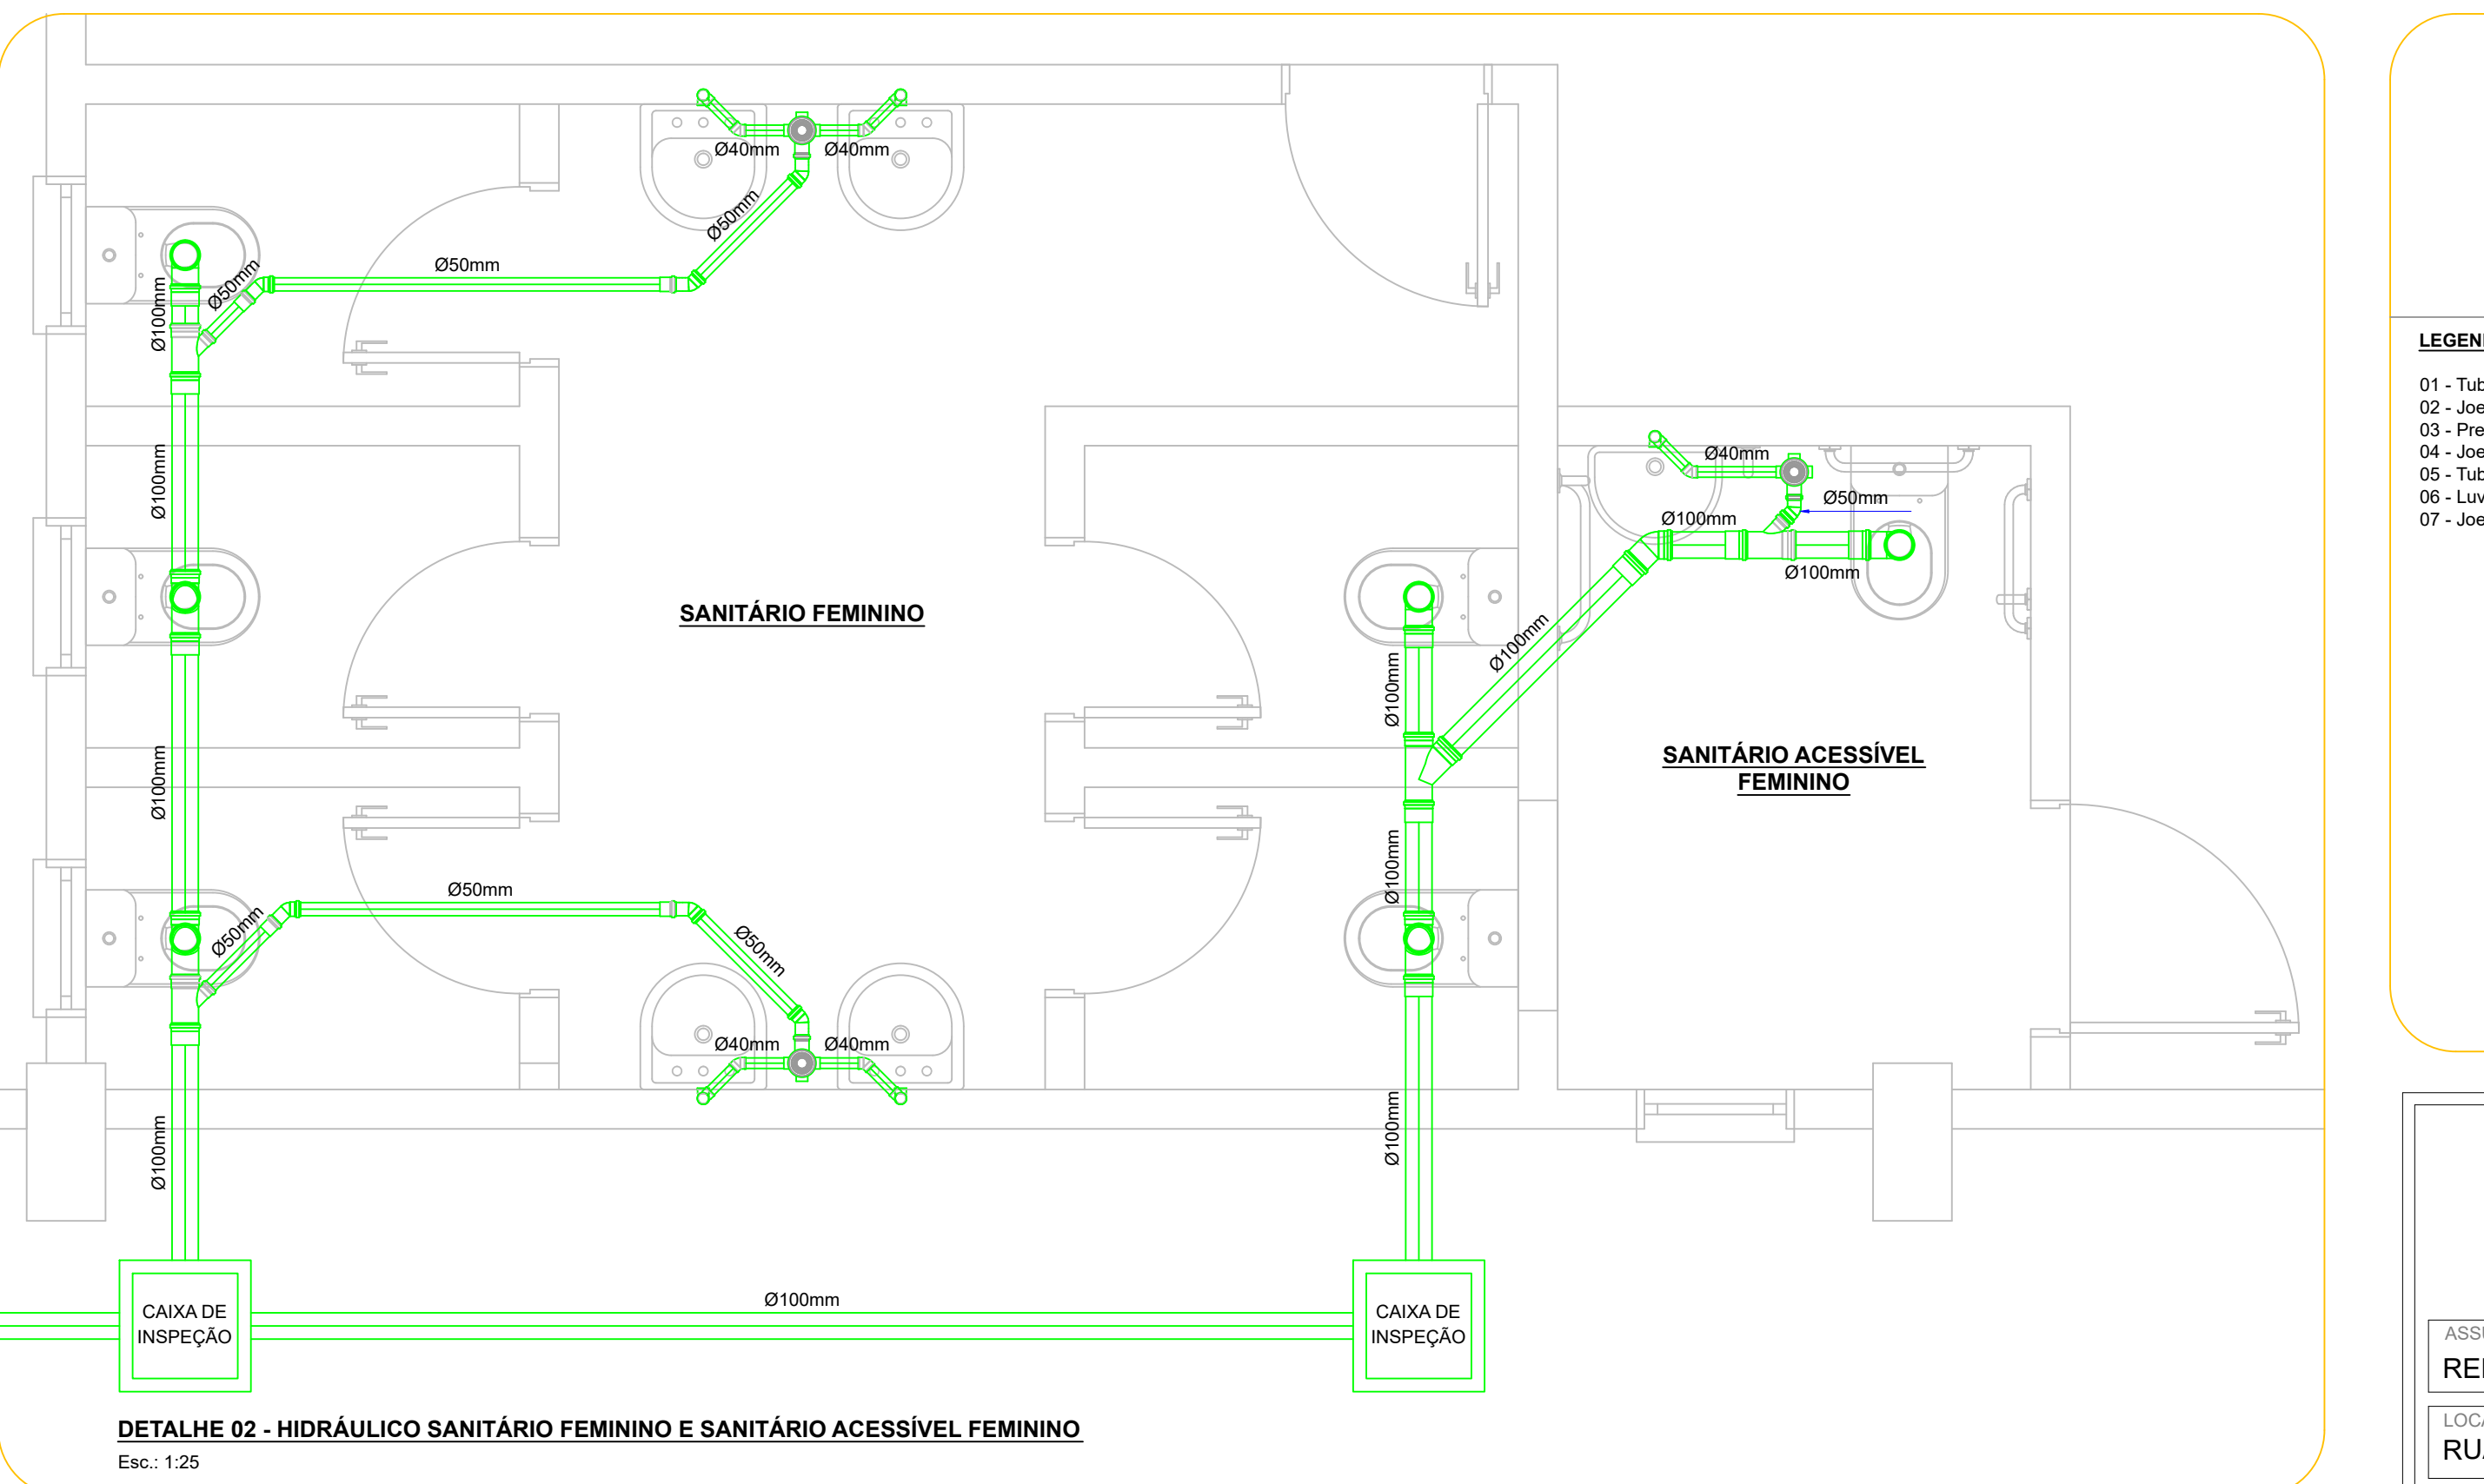 Ø40mm
Ø40mm
Ø50mm
Ø50mm
Ø50mm
Ø100mm
Ø100mm
Ø40mm
Ø50mm
Ø100mm
Ø100mm
SANITÁRIO FEMININO
Ø100mm
Ø100mm
SANITÁRIO ACESSÍVEL
FEMININO
Ø100mm
Ø100mm
Ø50mm
Ø50mm
Ø50mm
Ø40mm
Ø40mm
Ø100mm
Ø100mm
CAIXA DE
INSPEÇÃO
Ø100mm
CAIXA DE
INSPEÇÃO
DETALHE 02 - HIDRÁULICO SANITÁRIO FEMININO E SANITÁRIO ACESSÍVEL FEMININO
Esc.: 1:25
LEGEN
01 - Tub
02 - Joe
03 - Pre
04 - Joe
05 - Tub
06 - Luv
07 - Joe
ASS
RE
LOC
RU